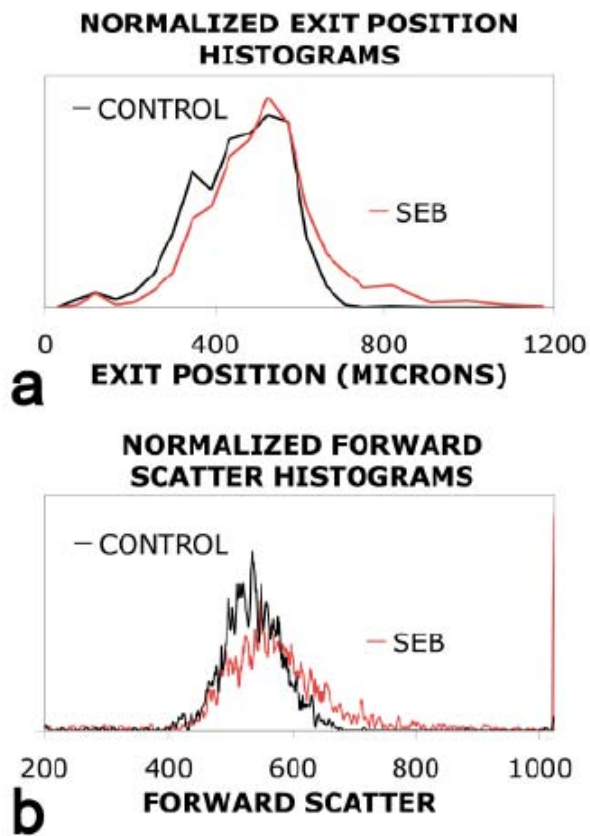 NORMALIZED EXIT POSITION
HISTOGRAMS
CONTROL
SEB
0 400 800 1200
EXIT POSITION (MICRONS)
a
NORMALIZED FORWARD
SCATTER HISTOGRAMS
CONTROL
SEB
200 400 600 800 1000
FORWARD SCATTER
b